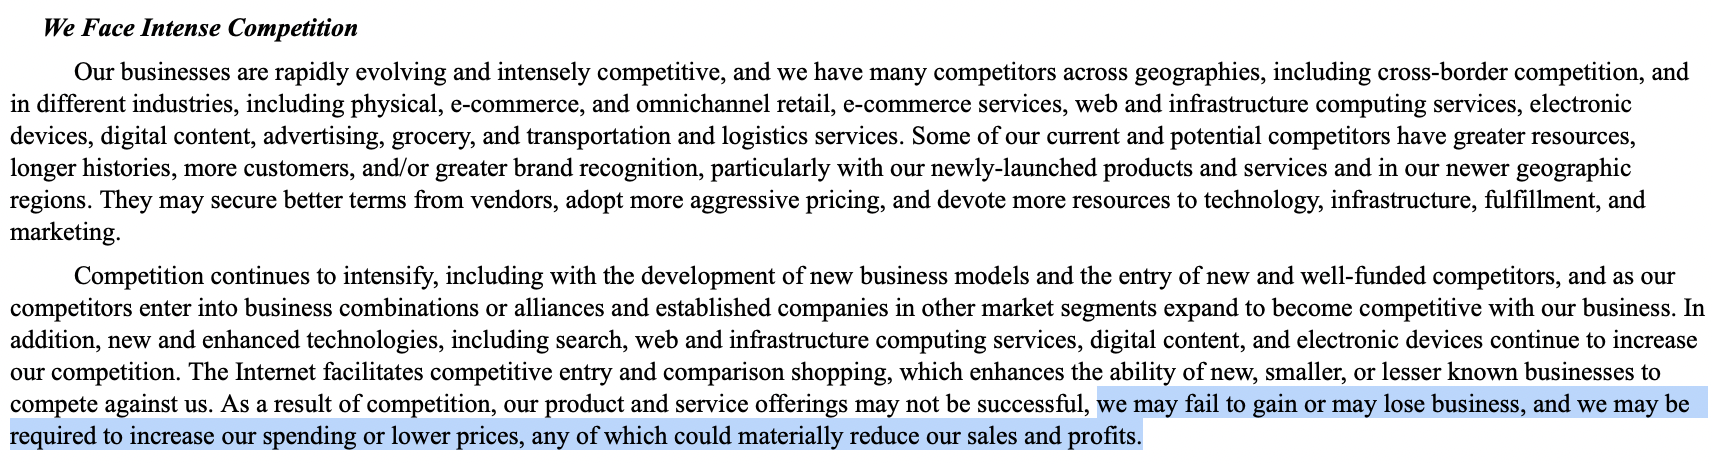 We Face Intense Competition
Our businesses are rapidly evolving and intensely competitive, and we have many competitors across geographies, including cross-border competition, and
in different industries, including physical, e-commerce, and omnichannel retail, e-commerce services, web and infrastructure computing services, electronic
devices, digital content, advertising, grocery, and transportation and logistics services. Some of our current and potential competitors have greater resources,
longer histories, more customers, and/or greater brand recognition, particularly with our newly-launched products and services and in our newer geographic
regions. They may secure better terms from vendors, adopt more aggressive pricing, and devote more resources to technology, infrastructure, fulfillment, and
marketing.
Competition continues to intensify, including with the development of new business models and the entry of new and well-funded competitors, and as our
competitors enter into business combinations or alliances and established companies in other market segments expand to become competitive with our business. In
addition, new and enhanced technologies, including search, web and infrastructure computing services, digital content, and electronic devices continue to increase
our competition. The Internet facilitates competitive entry and comparison shopping, which enhances the ability of new, smaller, or lesser known businesses to
compete against us. As a result of competition, our product and service offerings may not be successful, we may fail to gain or may lose business, and we may be
required to increase our spending or lower prices, any of which could materially reduce our sales and profits.